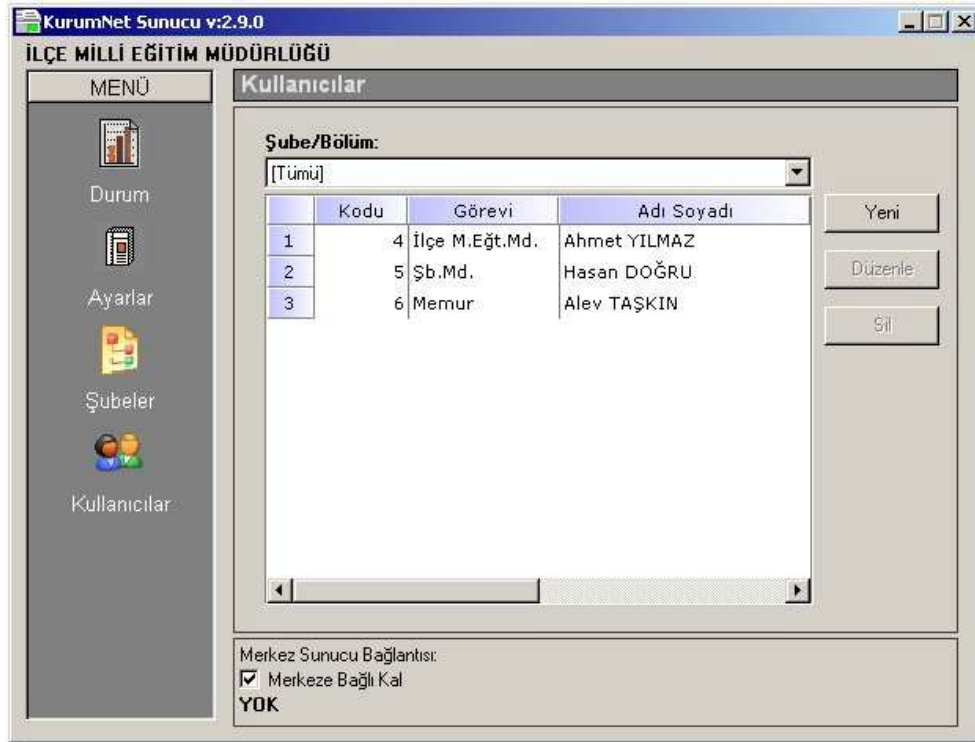 KurumNet Sunucu v:2.9.0
İLÇE MİLLİ EĞİTİM MÜDÜRLÜĞÜ
MENÜ
Durum
Ayarlar
Şubeler
Kullanıcılar
Kullanıcılar
Şube/Bölüm:
[Tümü]
Kodu Görevi Adı Soyadı
1 4 İlçe M.Eğt.Md. Ahmet YILMAZ
2 5 Şb.Md. Hasan DOĞRU
3 6 Memur Alev TAŞKIN
Yeni
Düzenle
Sil
Merkez Sunucu Bağlantısı:
Merkeze Bağlı Kal
YOK